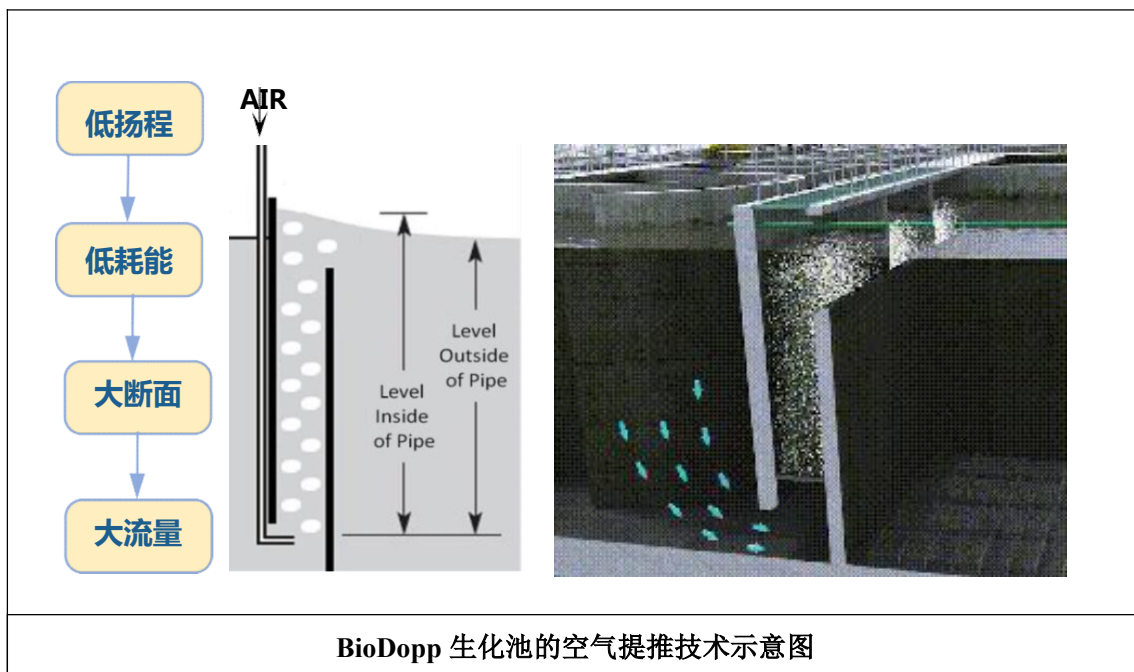 低扬程
低耗能
大断面
大流量
AIR
Level
Inside
of Pipe
Level
Outside
of Pipe
BioDopp 生化池的空气提推技术示意图